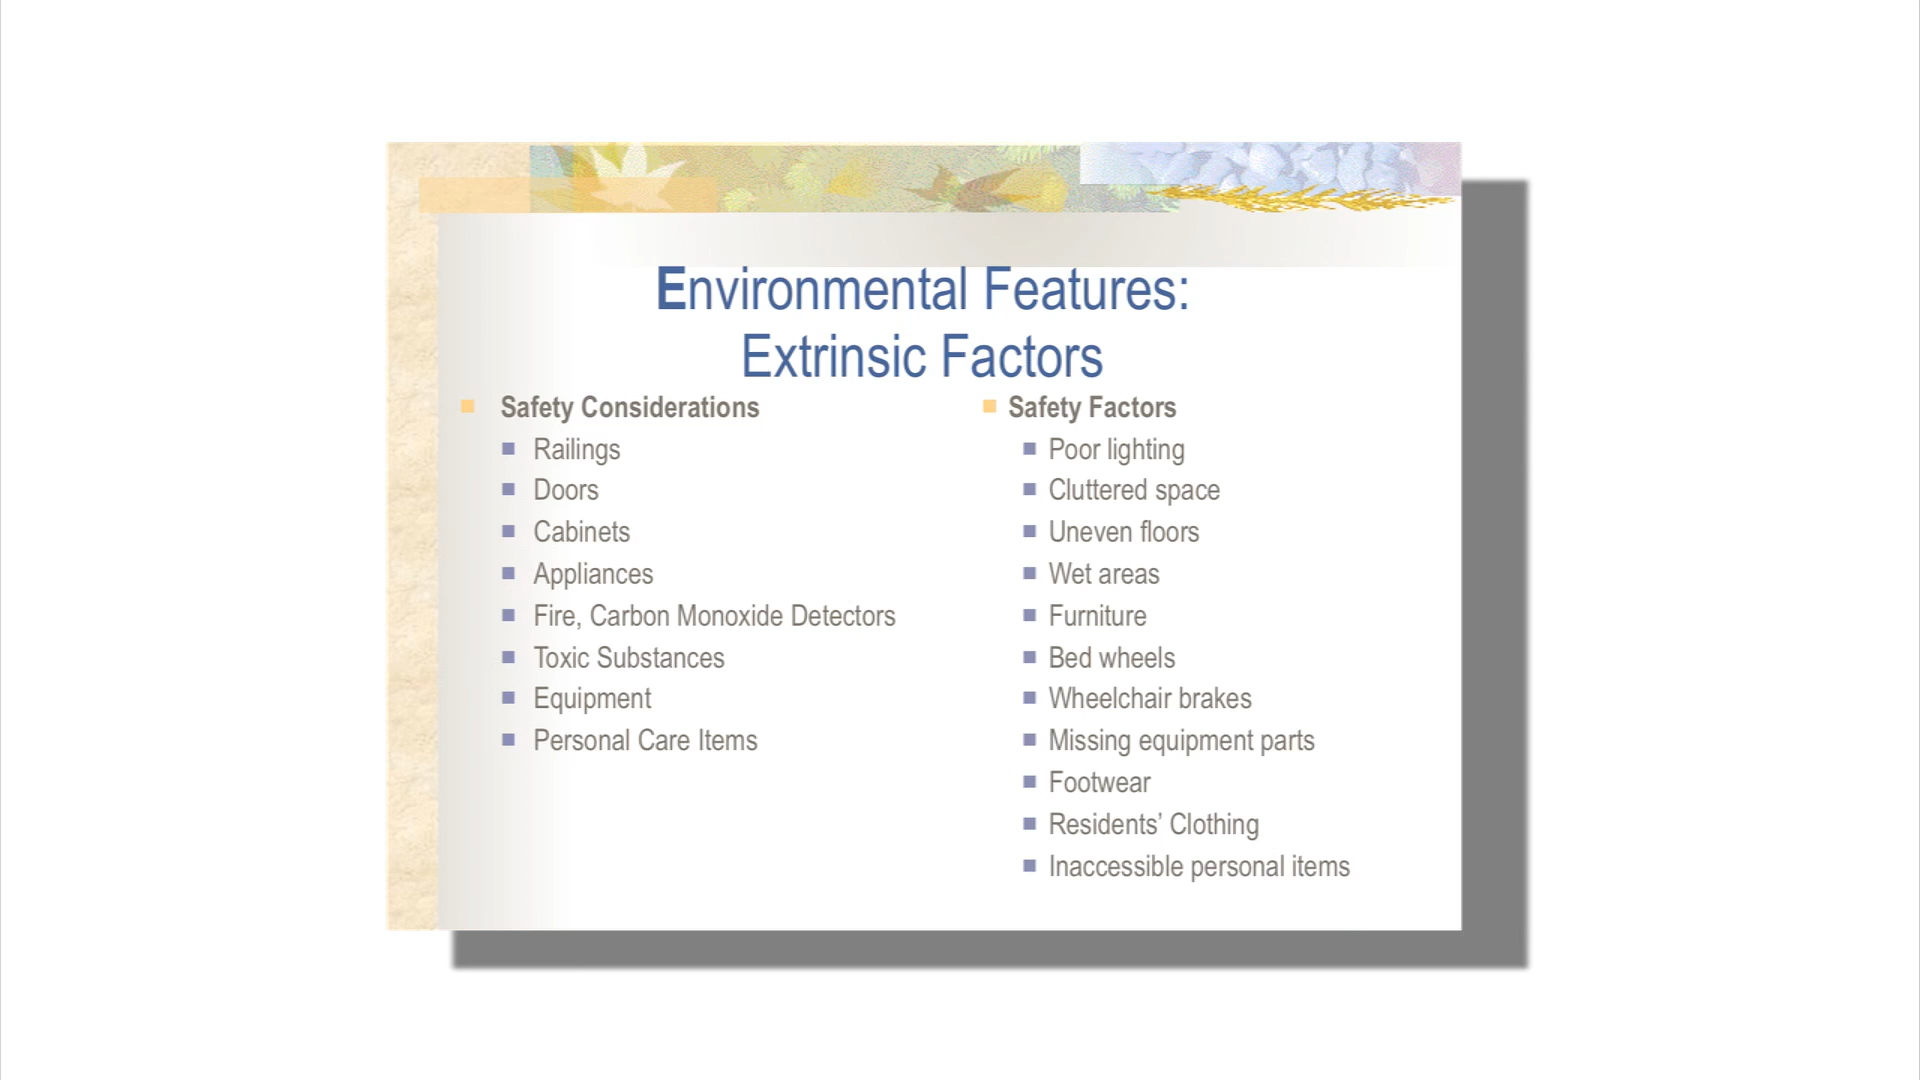 Environmental Features:
Extrinsic Factors
Safety Considerations
Railings
Doors
Cabinets
Appliances
Fire, Carbon Monoxide Detectors
Toxic Substances
Equipment
Personal Care Items
Safety Factors
Poor lighting
Cluttered space
Uneven floors
Wet areas
Furniture
Bed wheels
Wheelchair brakes
Missing equipment parts
Footwear
Residents’ Clothing
Inaccessible personal items